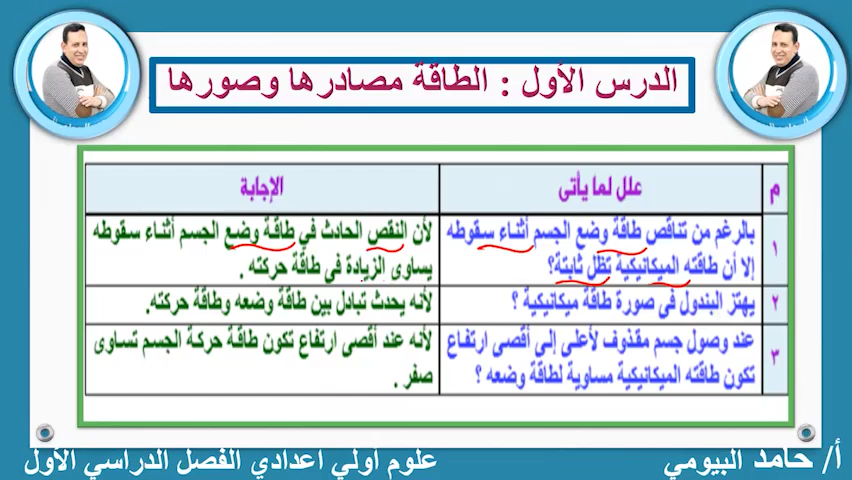 الدرس الأول : الطاقة مصادرها وصورها
م
علل لما يأتى
الإجابة
١
بالرغم من تناقص طاقة وضع الجسم أثناء سقوطه
إلا أن طاقته الميكانيكية تظل ثابتة؟
لأن النقص الحادث في طاقة وضع الجسم أثناء سقوطه
يساوى الزيادة فى طاقة حركته .
٢
يهتز البندول فى صورة طاقة ميكانيكية ؟
لأنه يحدث تبادل بين طاقة وضعه وطاقة حركته.
٣
عند وصول جسم مقذوف لأعلى إلى أقصى ارتفاع
تكون طاقته الميكانيكية مساوية لطاقة وضعه ؟
لأنه عند أقصى ارتفاع تكون طاقة حركة الجسم تساوى
صفر .
أ/ حامد البيومي
علوم أولي اعدادي الفصل الدراسي الأول